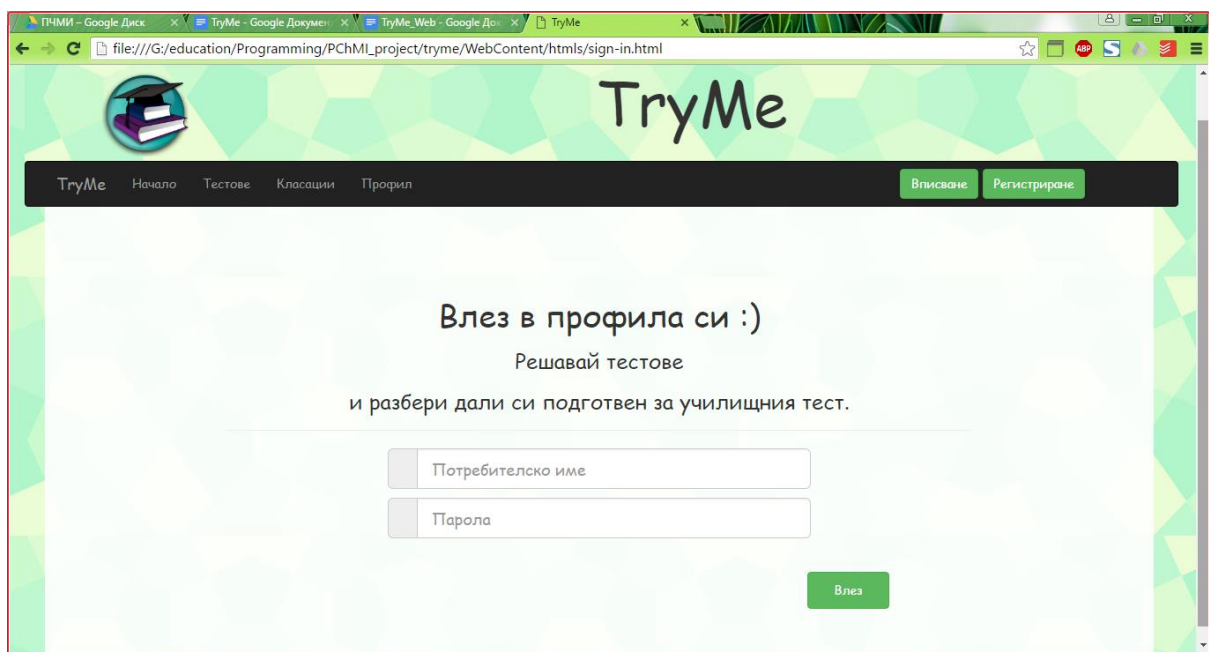 ПЧМИ – Google Диск
TryMe - Google Докумен
TryMe_Web - Google Док
TryMe
file:///G:/education/Programming/PChMI_project/tryme/WebContent/htmls/sign-in.html
ABP
TryMe
TryMe Начало Тестове Класации Профил Вписване Регистриране
Влез в профила си :)
Решавай тестове
и разбери дали си подготвен за училищния тест.
Потребителско име
Парола
Влез